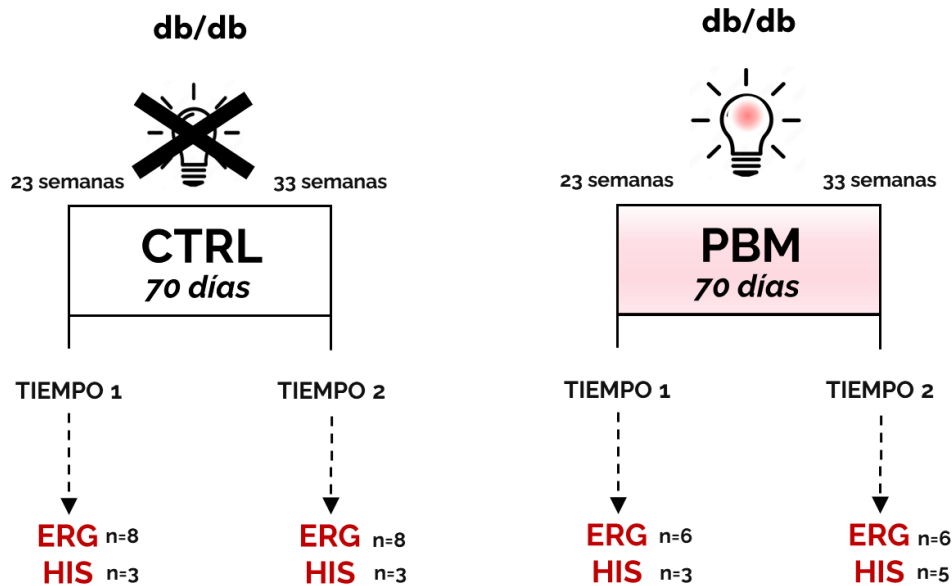 db/db
23 semanas
33 semanas
CTRL
70 días
TIEMPO 1
TIEMPO 2
ERG n=8
HIS n=3
ERG n=8
HIS n=3
db/db
23 semanas
33 semanas
PBM
70 días
TIEMPO 1
TIEMPO 2
ERG n=6
HIS n=3
ERG n=6
HIS n=5